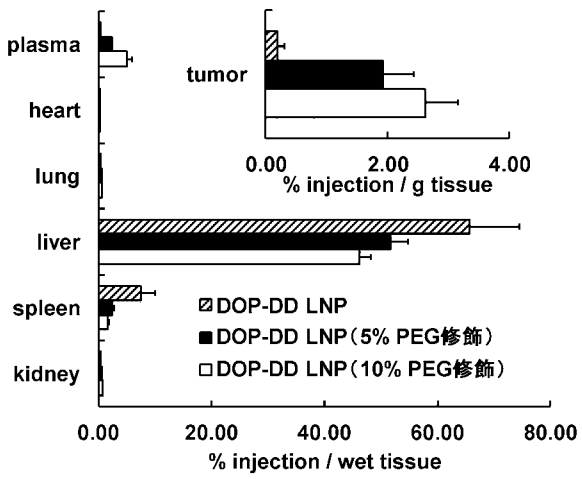 plasma
heart
lung
liver
spleen
kidney
0.00 20.00 40.00 60.00 80.00
% injection / wet tissue
tumor
0.00 2.00 4.00
% injection / g tissue
DOP-DD LNP
DOP-DD LNP（5% PEG修飾）
DOP-DD LNP（10% PEG修飾）